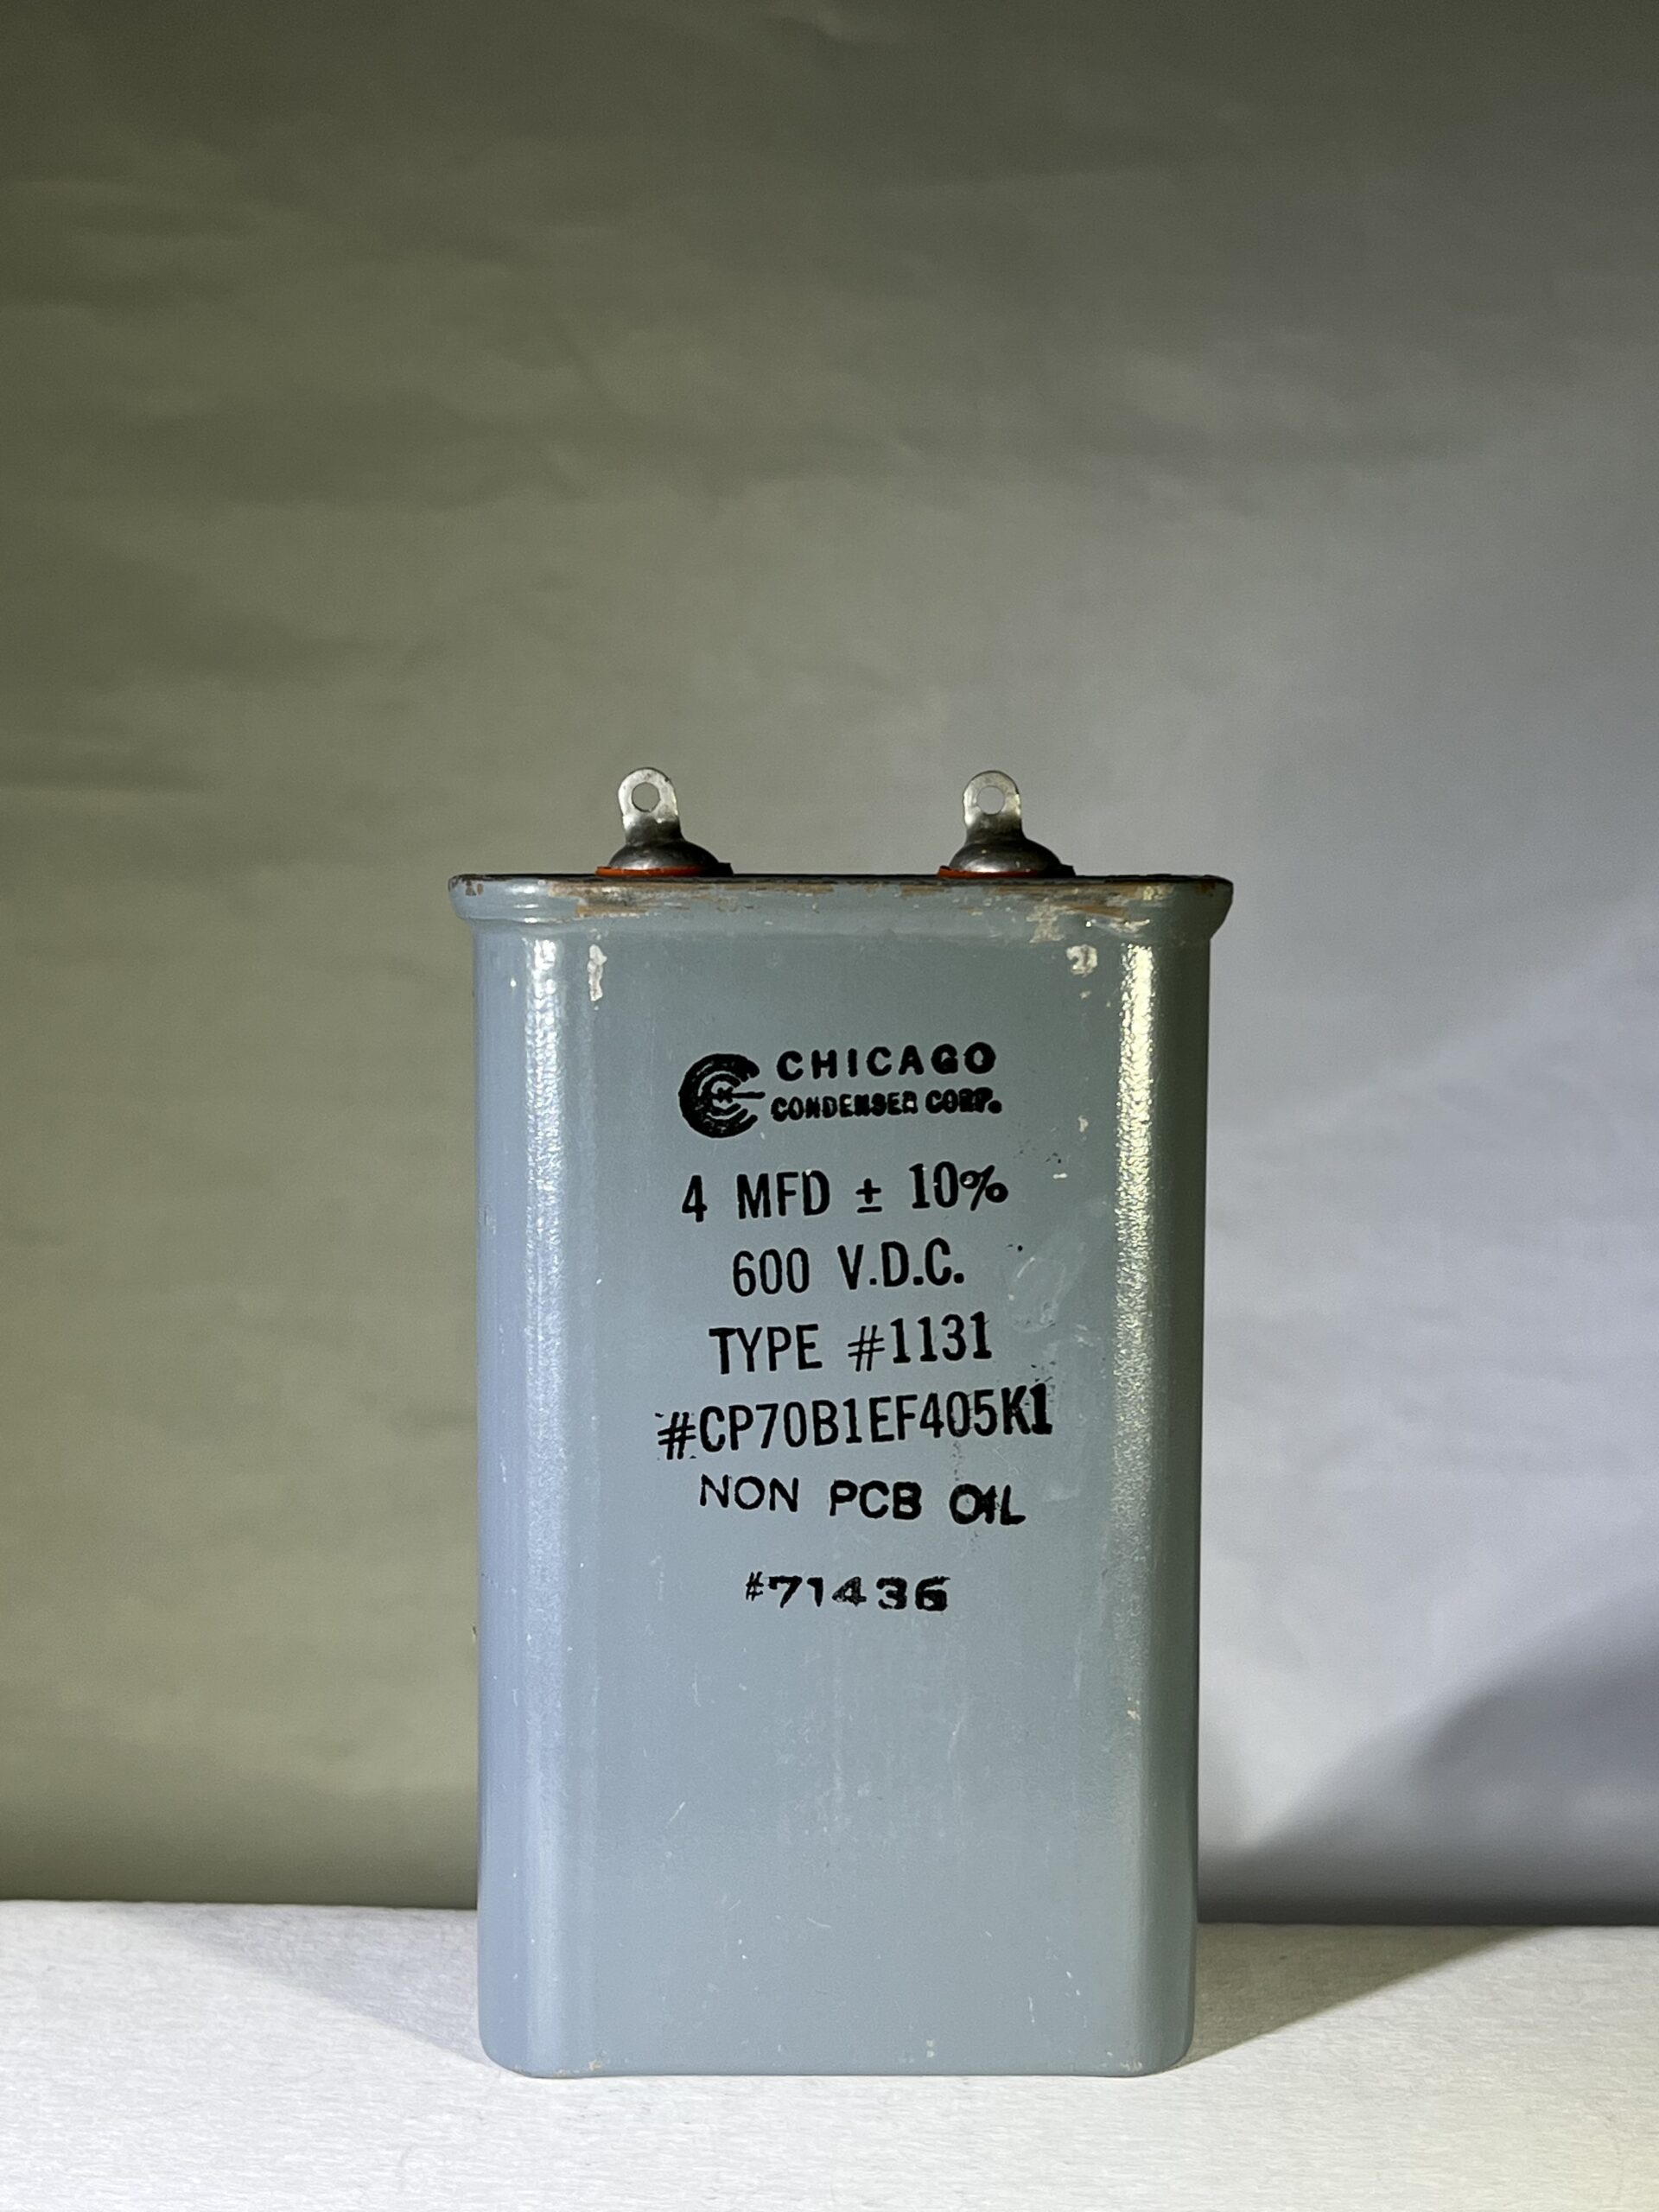 CHICAGO
CONDENSER CORP.
4 MFD ± 10%
600 V.D.C.
TYPE #1131
#CP70B1EF405K1
NON PCB OIL
#71436